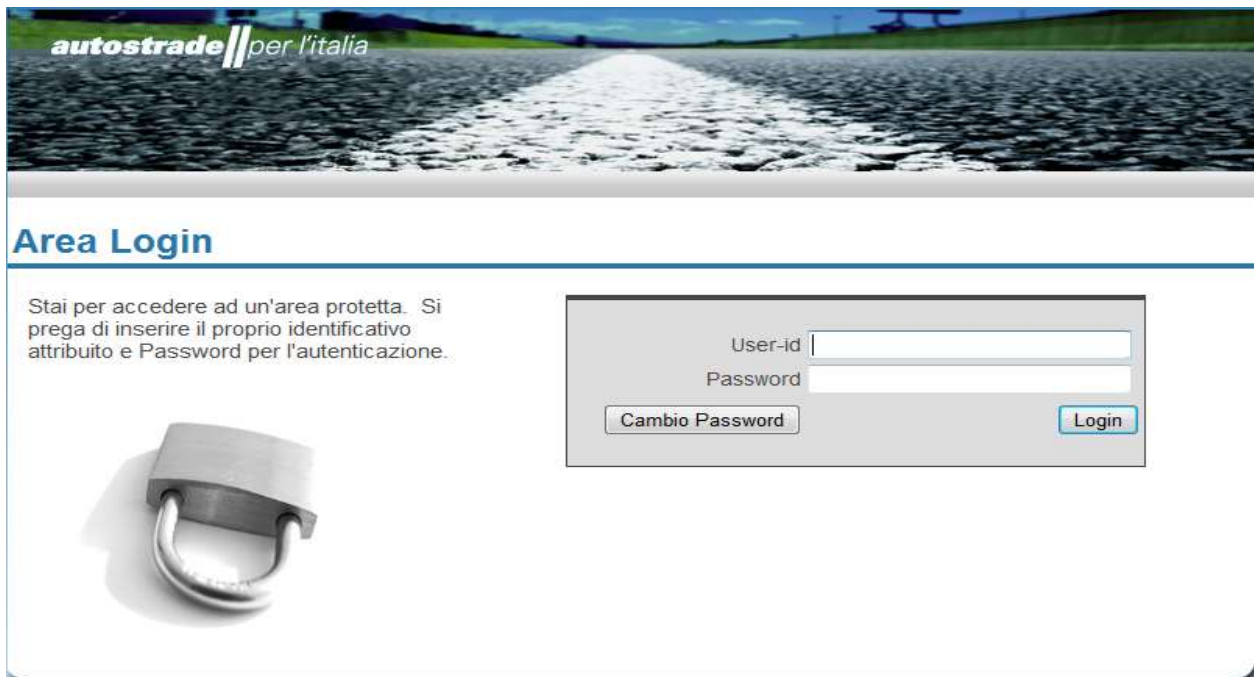 autostrade per l'italia
Area Login
Stai per accedere ad un'area protetta. Si
prega di inserire il proprio identificativo
attribuito e Password per l'autenticazione.
User-id
Password
Cambio Password
Login